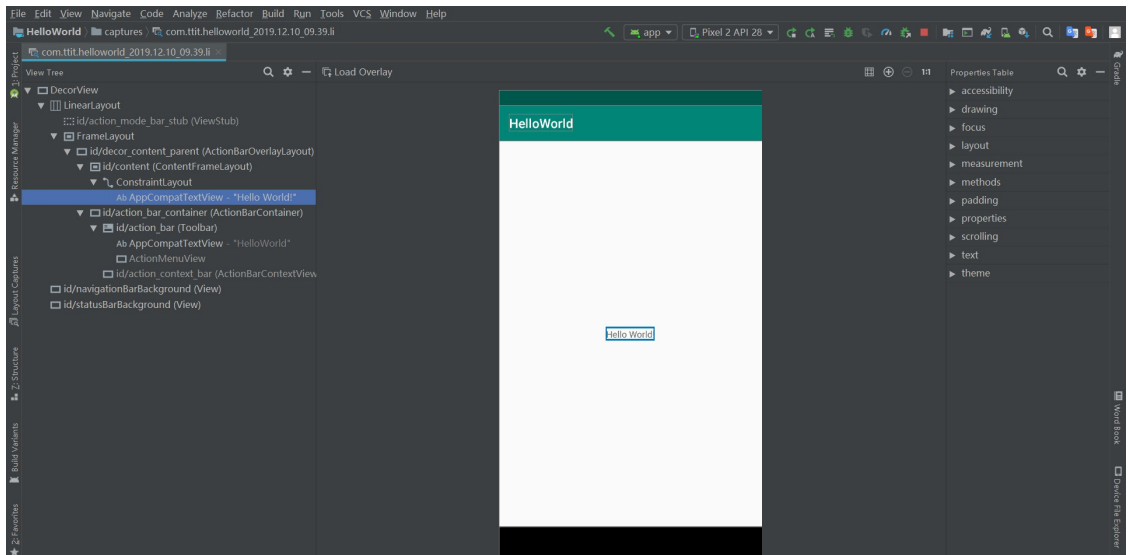 File Edit View Navigate Code Analyze Refactor Build Run Tools VCS Window Help
HelloWorld captures com.ttit.helloworld_2019.12.10_09.39.li
app Pixel 2 API 28
com.ttit.helloworld_2019.12.10_09.39.li
View Tree
Load Overlay
1:1
Properties Table
DecorView
LinearLayout
id/action_mode_bar_stub (ViewStub)
FrameLayout
id/decor_content_parent (ActionBarOverlayLayout)
id/content (ContentFrameLayout)
ConstraintLayout
Ab AppCompatTextView - "Hello World!"
id/action_bar_container (ActionBarContainer)
id/action_bar (Toolbar)
Ab AppCompatTextView - "HelloWorld"
ActionMenuView
id/action_context_bar (ActionBarContextView
id/navigationBarBackground (View)
id/statusBarBackground (View)
HelloWorld
Hello World
accessibility
drawing
focus
layout
measurement
methods
padding
properties
scrolling
text
theme
1: Project
Resource Manager
Layout Captures
Z: Structure
Build Variants
2: Favorites
Gradle
Word Book
Device File Explorer